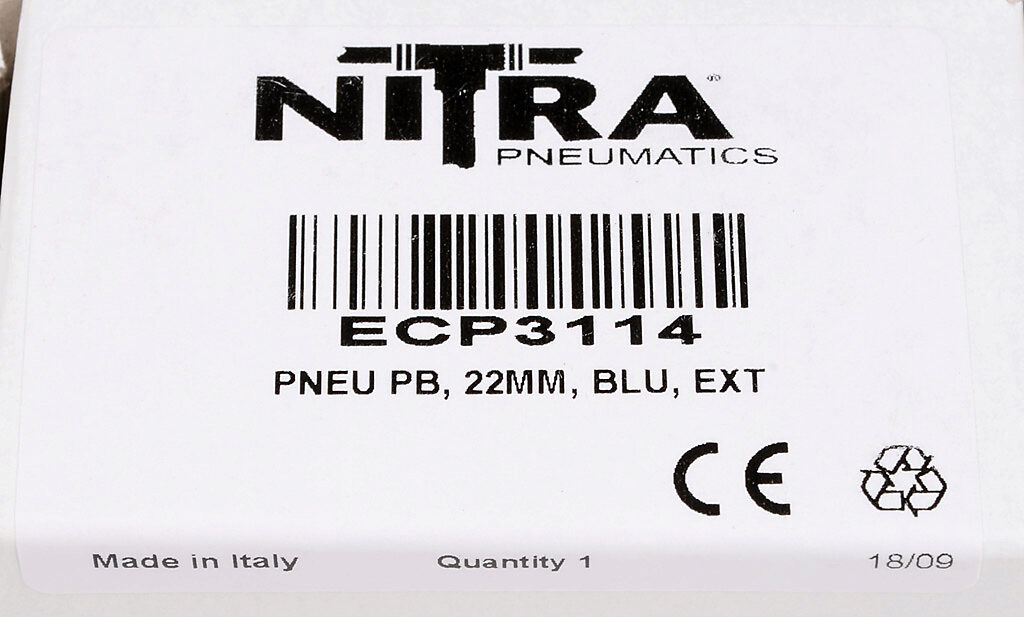 NITRA®
PNEUMATICS
ECP3114
PNEU PB, 22MM, BLU, EXT
CE
Made in Italy Quantity 1 18/09